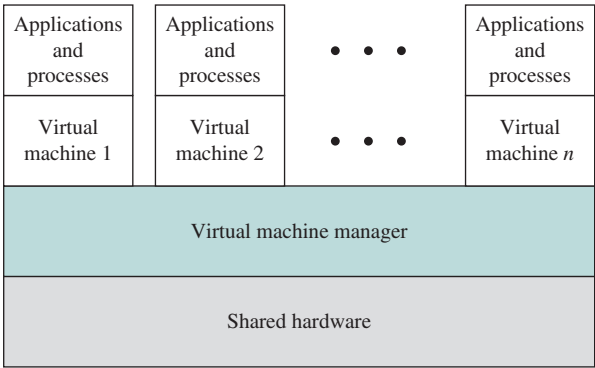 Applications
and
processes
Applications
and
processes
Applications
and
processes
Virtual
machine 1
Virtual
machine 2
Virtual
machine n
Virtual machine manager
Shared hardware